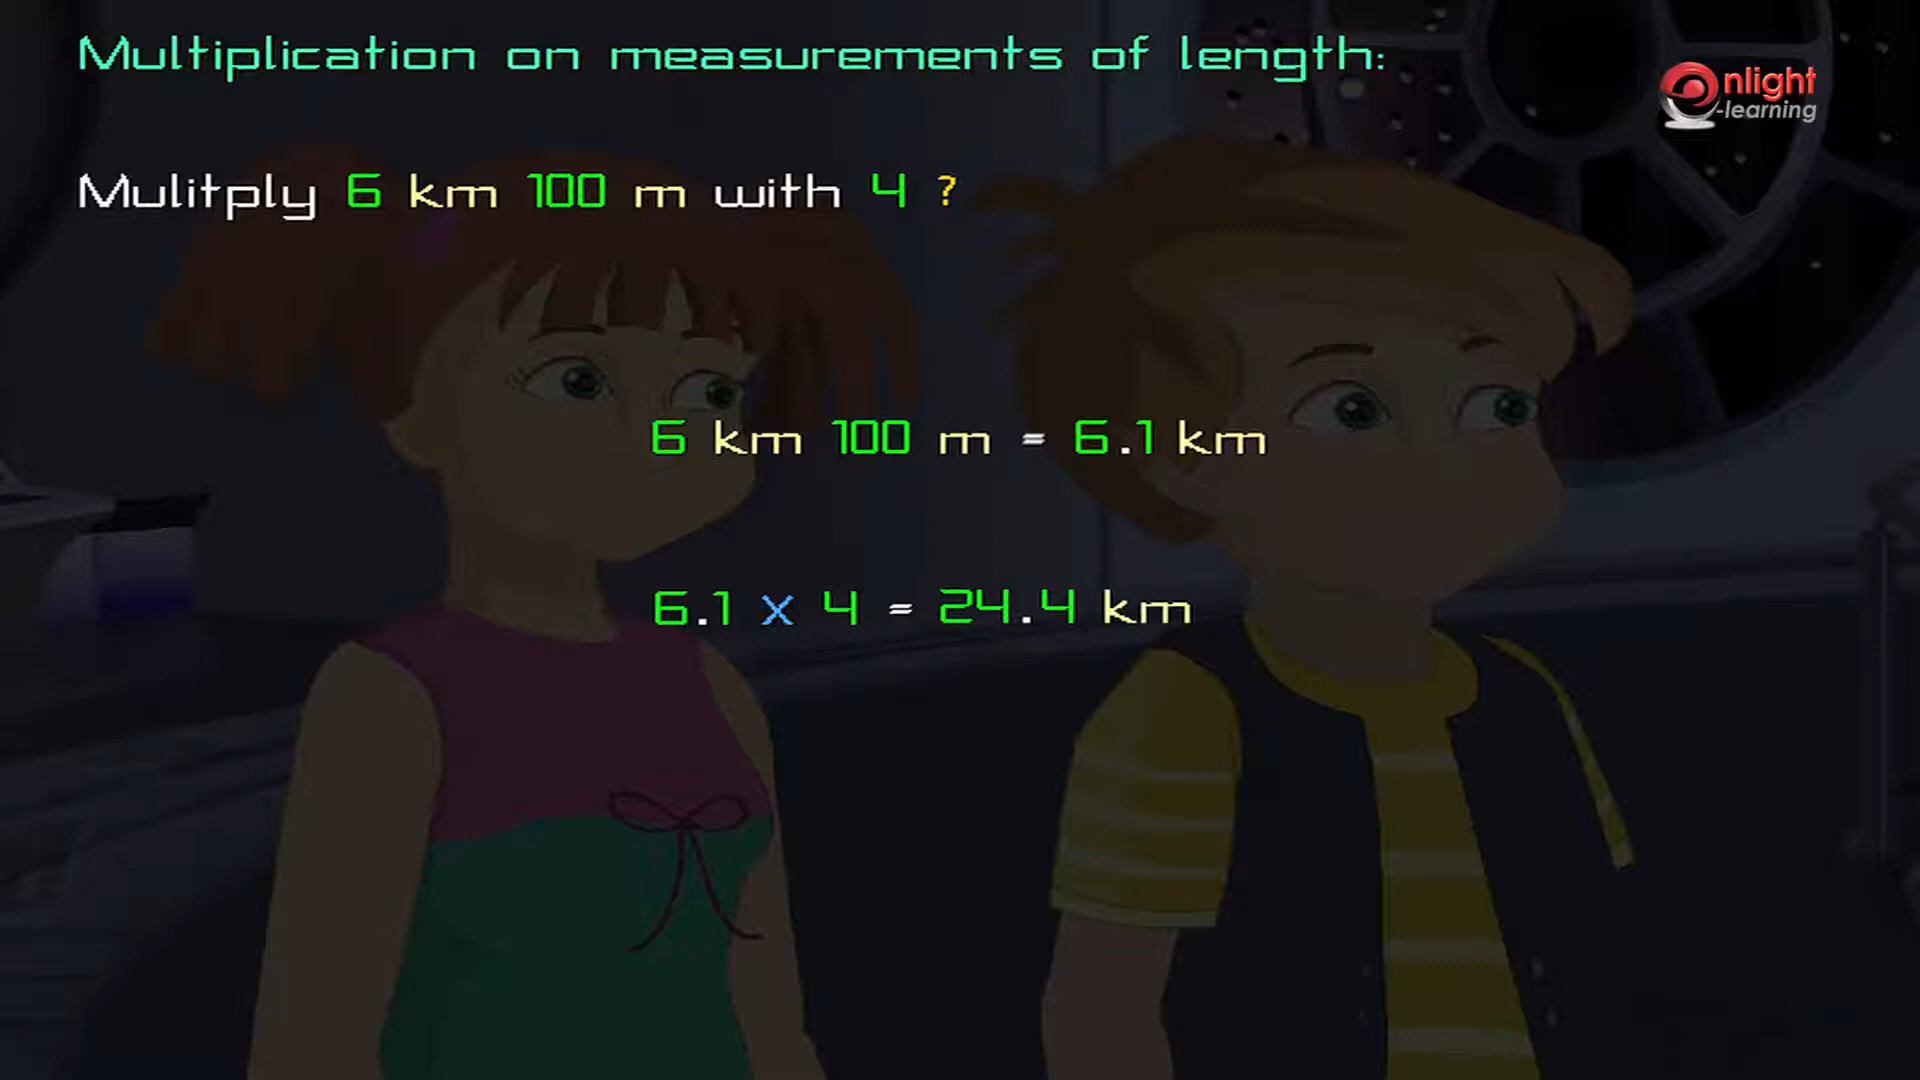 Multiplication on measurements of length:
nlight
-learning
Mulitply 6 km 100 m with 4 ?
6 km 100 m = 6.1 km
6.1 x 4 = 24.4 km